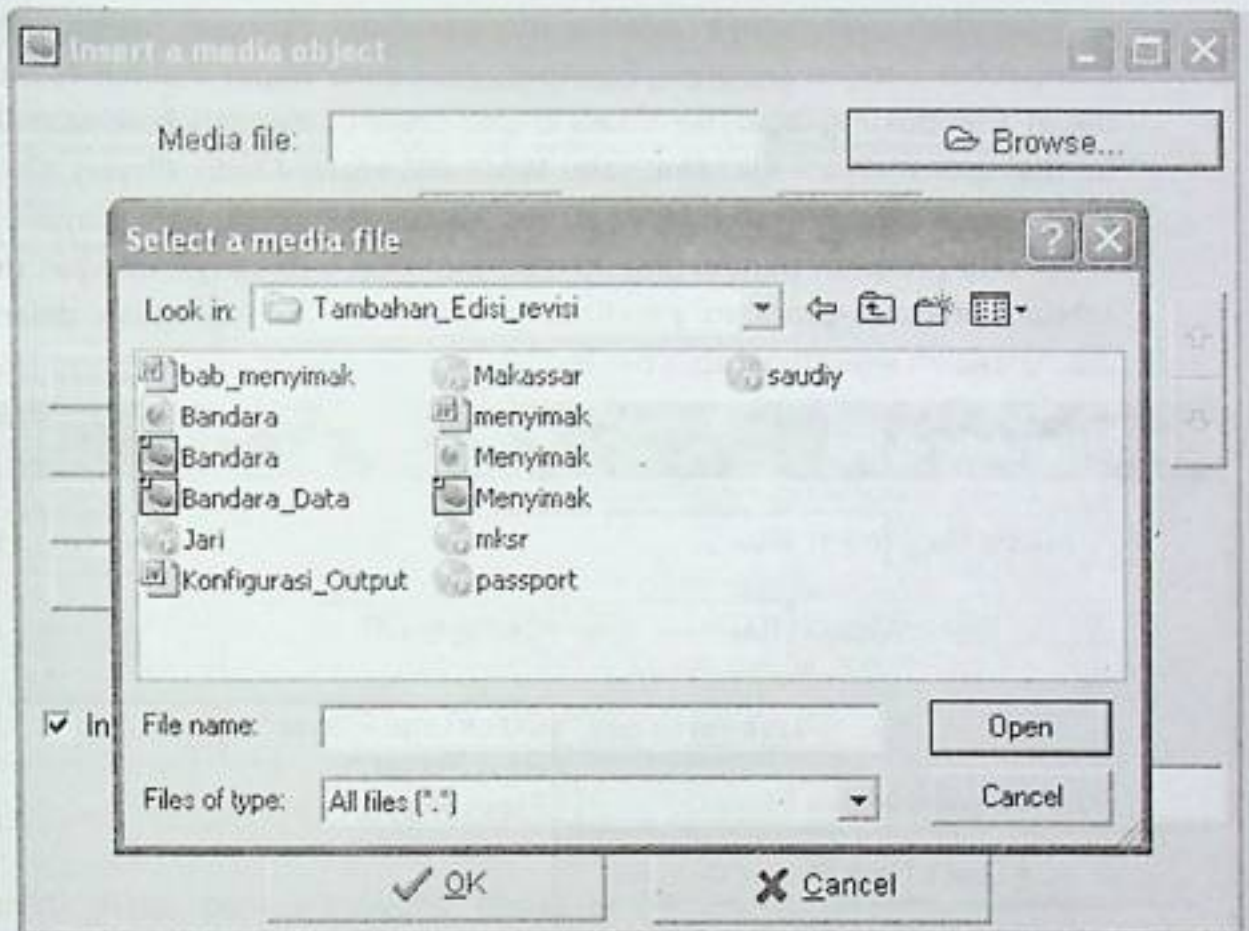 Insert a media object
Media file:
Browse...
Select a media file
?
Look in: Tambahan_Edisi_revisi
bab_menyimak
Bandara
Bandara
Bandara_Data
Jari
Konfigurasi_Output
Makassar
menyimak
Menyimak
Menyimak
mksr
passport
saudiy
In
File name:
Open
Files of type: All files (*.*)
Cancel
OK
Cancel